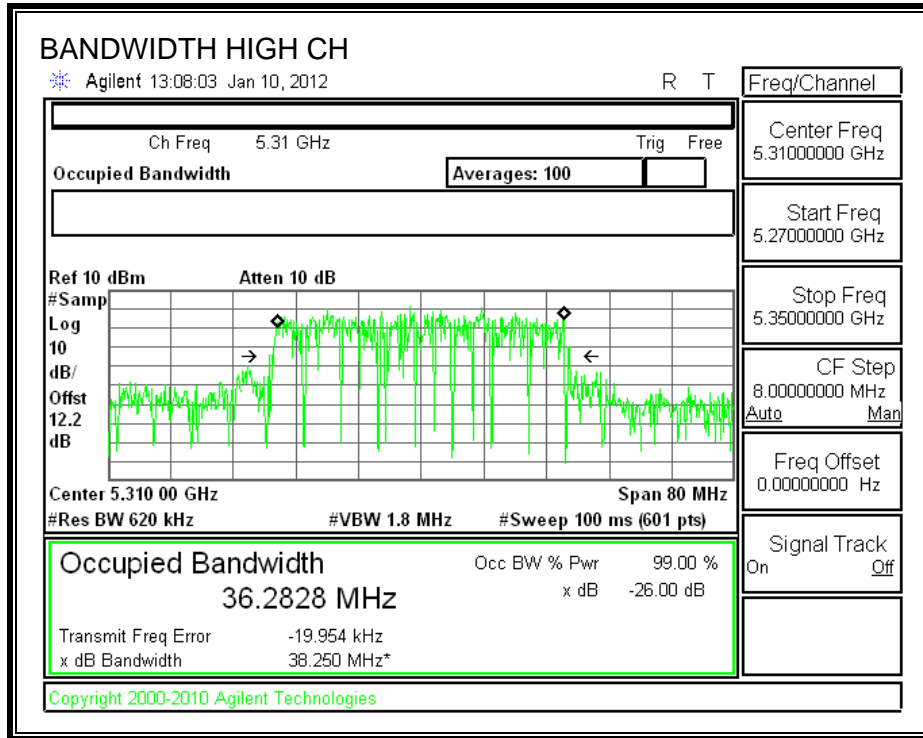 BANDWIDTH HIGH CH
Agilent 13:08:03 Jan 10, 2012 R T
Freq/Channel
Ch Freq 5.31 GHz Trig Free
Occupied Bandwidth Averages: 100
Center Freq
5.31000000 GHz
Start Freq
5.27000000 GHz
Stop Freq
5.35000000 GHz
CF Step
8.00000000 MHz
Auto Man
Freq Offset
0.00000000 Hz
Signal Track
On Off
Ref 10 dBm Atten 10 dB
#Samp
Log
10
dB/
Offst
12.2
dB
Center 5.310 00 GHz Span 80 MHz
#Res BW 620 kHz #VBW 1.8 MHz #Sweep 100 ms (601 pts)
Occupied Bandwidth Occ BW % Pwr 99.00 %
36.2828 MHz x dB -26.00 dB
Transmit Freq Error -19.954 kHz
x dB Bandwidth 38.250 MHz*
Copyright 2000-2010 Agilent Technologies